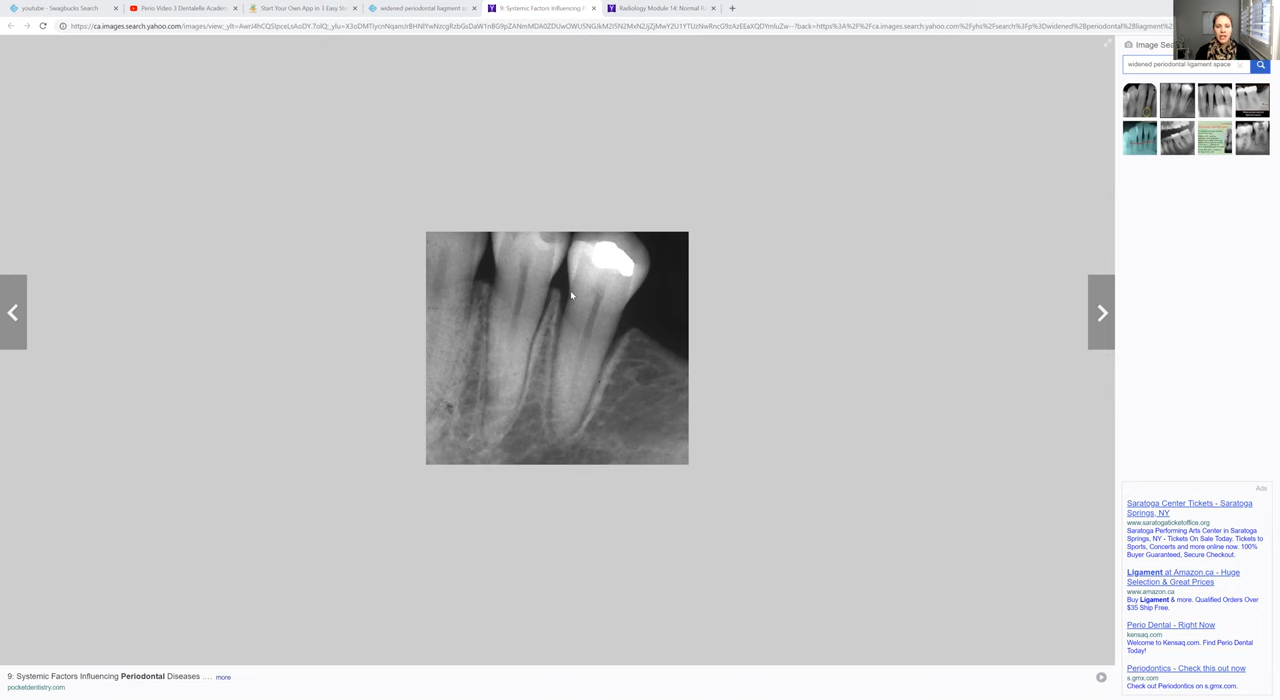 youtube - Swagbucks Search
Perio Video 3 Dentalelle Academ
Start Your Own App in 3 Easy Ste
widened periodontal liagment s
9: Systemic Factors Influencing P
Radiology Module 14: Normal R
Image Sea
widened periodontal ligament space
Ads
Saratoga Center Tickets - Saratoga
Springs, NY
www.saratogaticketoffice.org
Saratoga Performing Arts Center in Saratoga
Springs, NY - Tickets On Sale Today. Tickets to
Sports, Concerts and more online now. 100%
Buyer Guaranteed, Secure Checkout.
Ligament at Amazon.ca - Huge
Selection & Great Prices
www.amazon.ca
Buy Ligament & more. Qualified Orders Over
$35 Ship Free.
Perio Dental - Right Now
kensaq.com
Welcome to Kensaq.com. Find Perio Dental
Today!
Periodontics - Check this out now
s.gmx.com
Check out Periodontics on s.gmx.com.
9: Systemic Factors Influencing Periodontal Diseases .... more
pocketdentistry.com